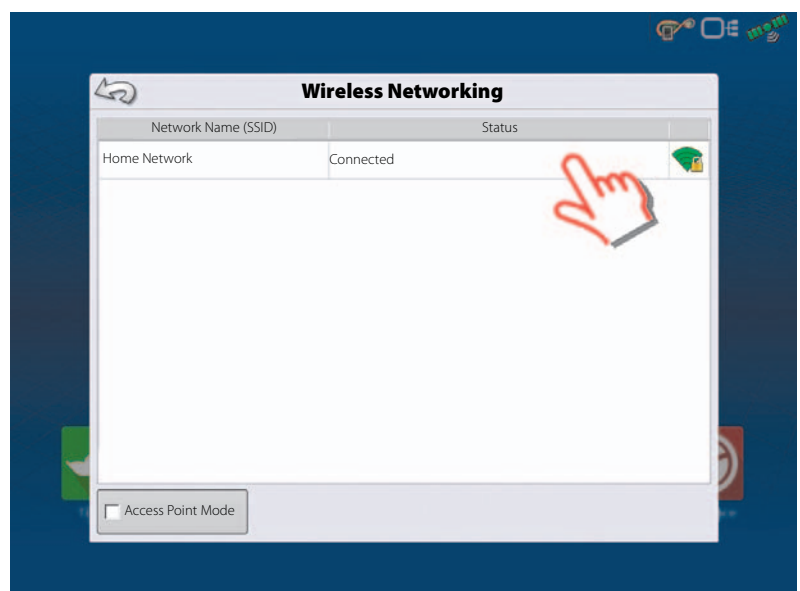 Wireless Networking
Network Name (SSID) Status
Home Network Connected
Access Point Mode